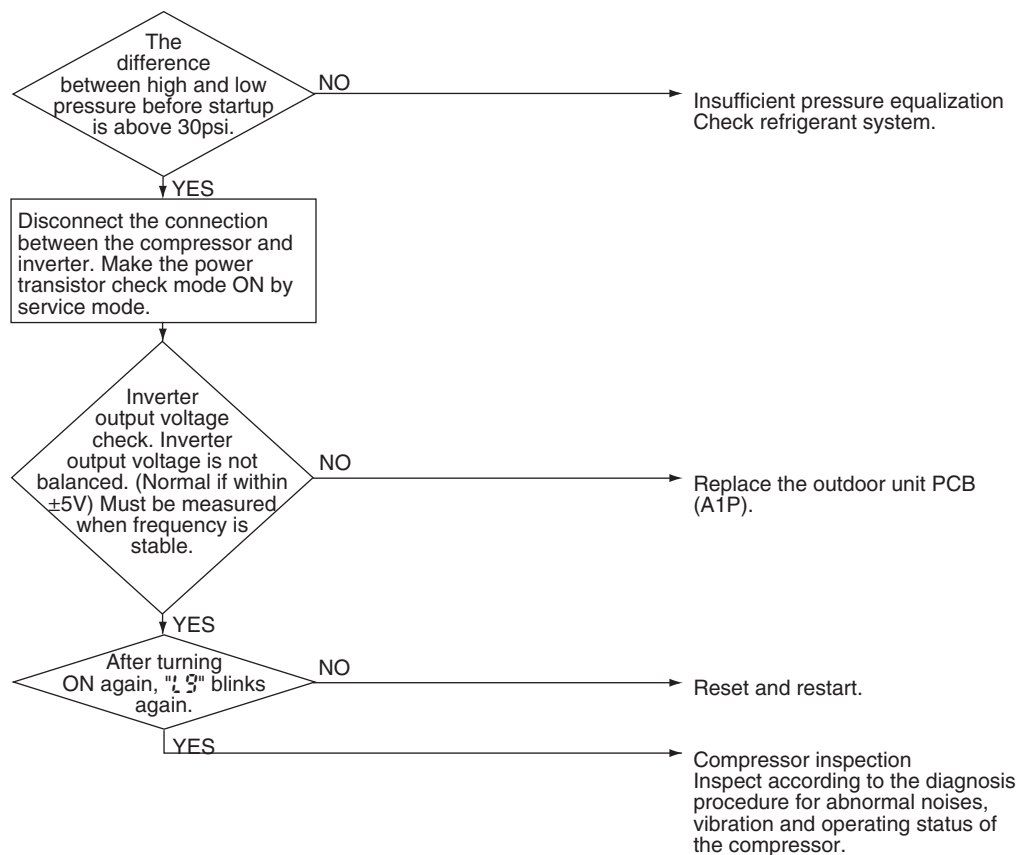 The
difference
between high and low
pressure before startup
is above 30psi.
NO
Insufficient pressure equalization
Check refrigerant system.
YES
Disconnect the connection
between the compressor and
inverter. Make the power
transistor check mode ON by
service mode.
Inverter
output voltage
check. Inverter
output voltage is not
balanced. (Normal if within
±5V) Must be measured
when frequency is
stable.
NO
Replace the outdoor unit PCB
(A1P).
YES
After turning
ON again, "L9" blinks
again.
NO
Reset and restart.
YES
Compressor inspection
Inspect according to the diagnosis
procedure for abnormal noises,
vibration and operating status of
the compressor.